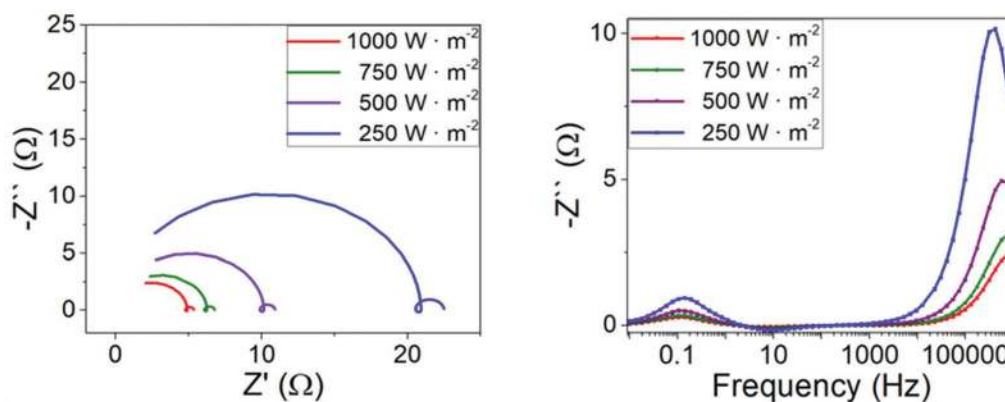 25
20
15
10
5
0
-Z`` (Ω)
1000 W · m-2
750 W · m-2
500 W · m-2
250 W · m-2
0
10
20
Z' (Ω)
10
5
0
-Z`` (Ω)
1000 W · m-2
750 W · m-2
500 W · m-2
250 W · m-2
0.1
10
1000
100000
Frequency (Hz)